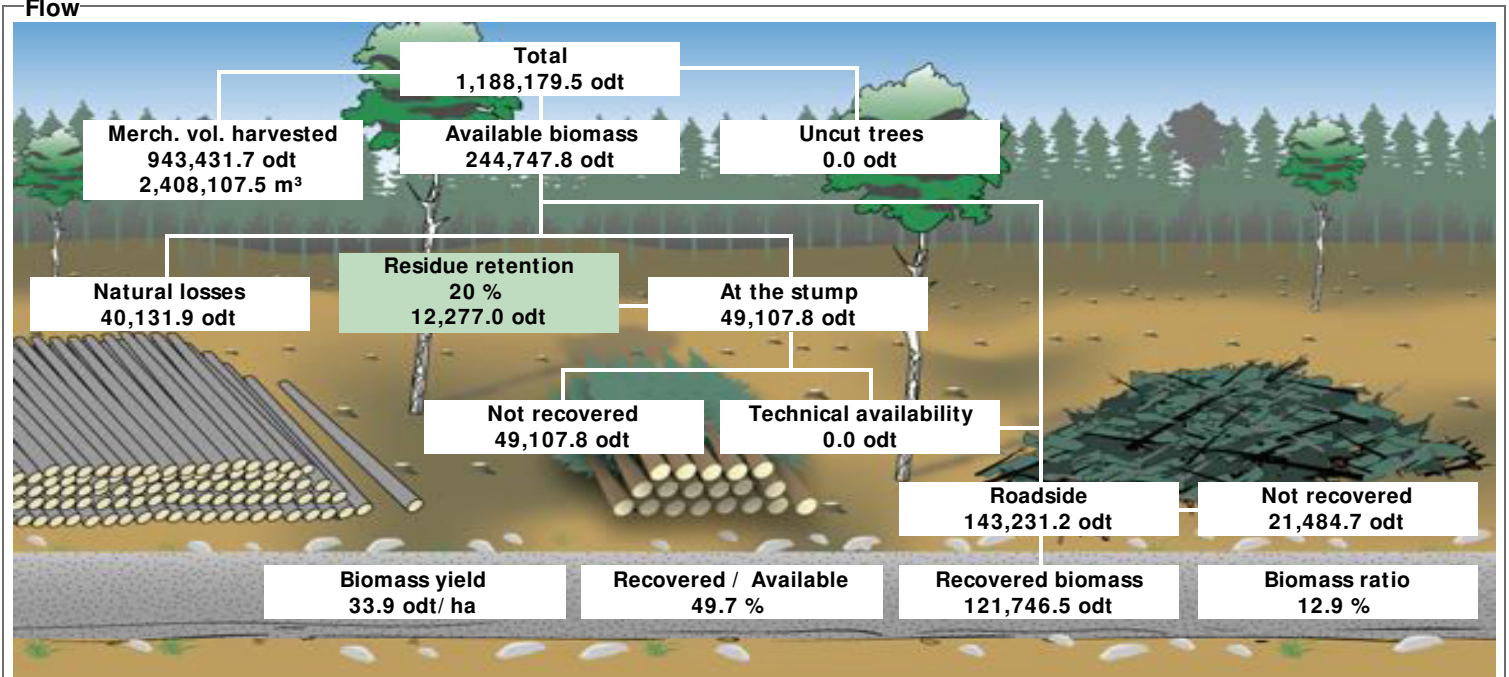 Flow
Total
1,188,179.5 odt
Merch. vol. harvested
943,431.7 odt
2,408,107.5 m³
Available biomass
244,747.8 odt
Uncut trees
0.0 odt
Natural losses
40,131.9 odt
Residue retention
20 %
12,277.0 odt
At the stump
49,107.8 odt
Not recovered
49,107.8 odt
Technical availability
0.0 odt
Roadside
143,231.2 odt
Not recovered
21,484.7 odt
Biomass yield
33.9 odt/ha
Recovered / Available
49.7 %
Recovered biomass
121,746.5 odt
Biomass ratio
12.9 %